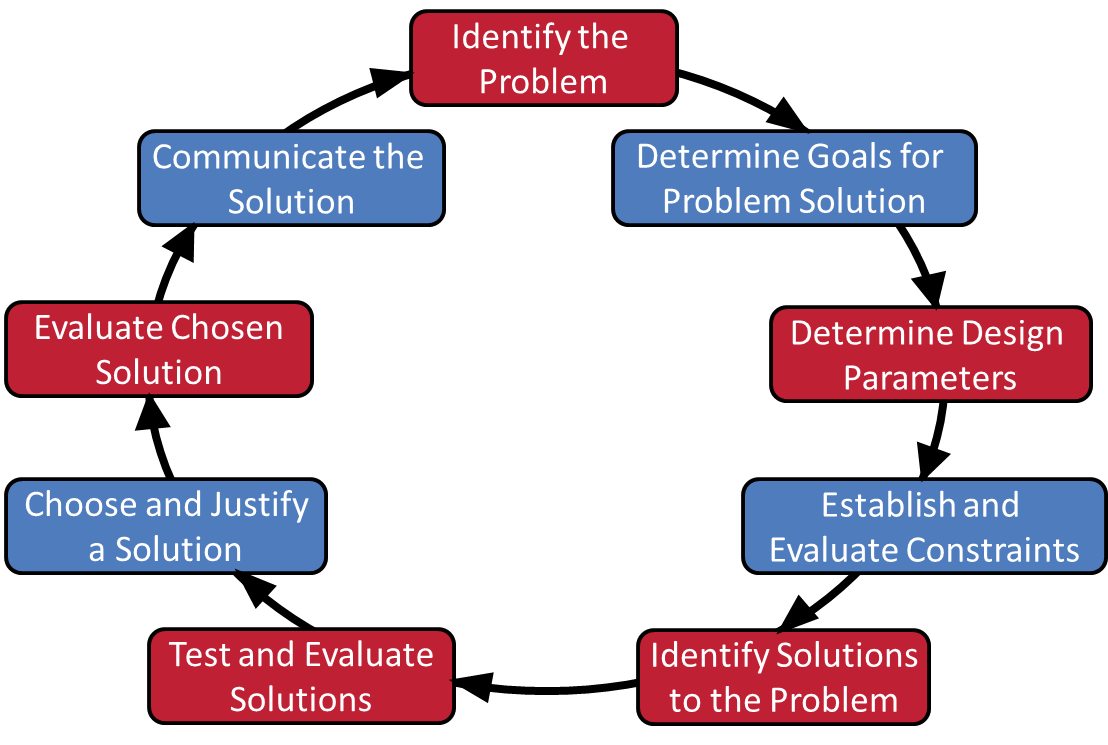 Identify the
Problem
Determine Goals for
Problem Solution
Determine Design
Parameters
Establish and
Evaluate Constraints
Identify Solutions
to the Problem
Test and Evaluate
Solutions
Choose and Justify
a Solution
Evaluate Chosen
Solution
Communicate the
Solution